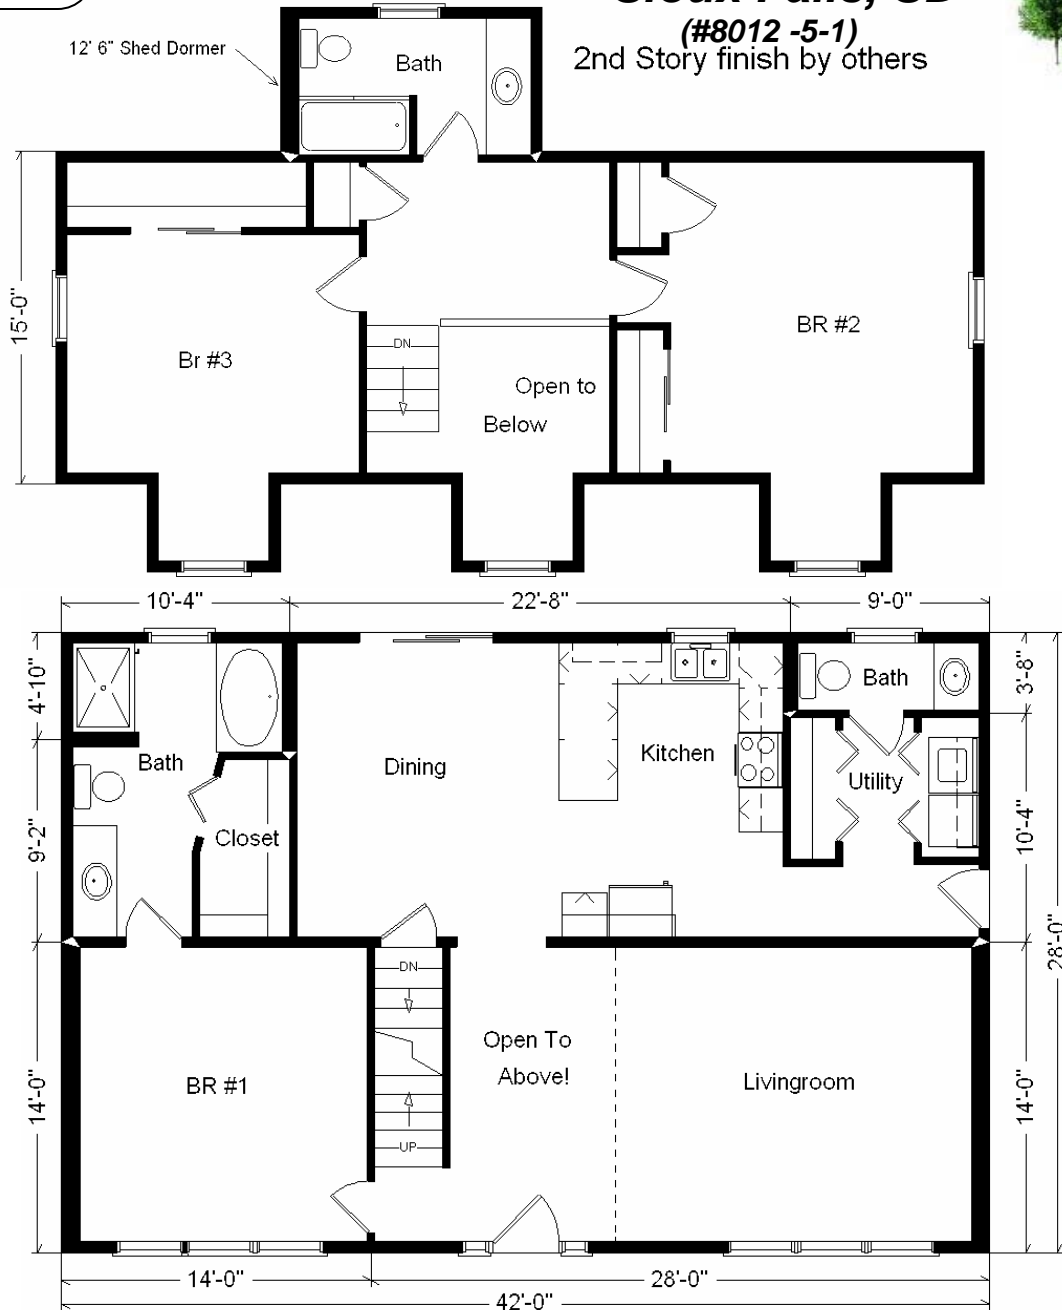 (#8012 -5-1)
2nd Story finish by others
12' 6" Shed Dormer
Bath
15'-0"
Br #3
DN
Open to
Below
BR #2
10'-4"
22'-8"
9'-0"
4'-10"
9'-2"
14'-0"
Bath
Closet
Dining
Kitchen
Bath
Utility
3'-8"
10'-4"
14'-0"
28'-0"
DN
UP
BR #1
Open To
Above!
Livingroom
14'-0"
28'-0"
42'-0"